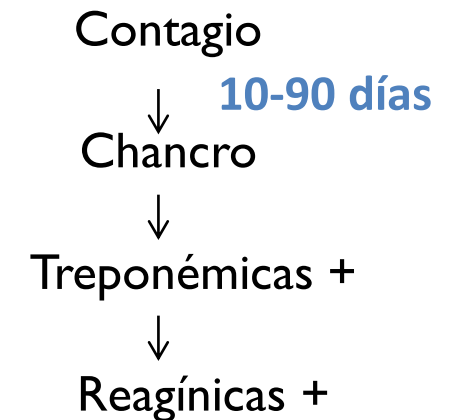 Contagio
10-90 días
Chancro
Treponémicas +
Reagínicas +